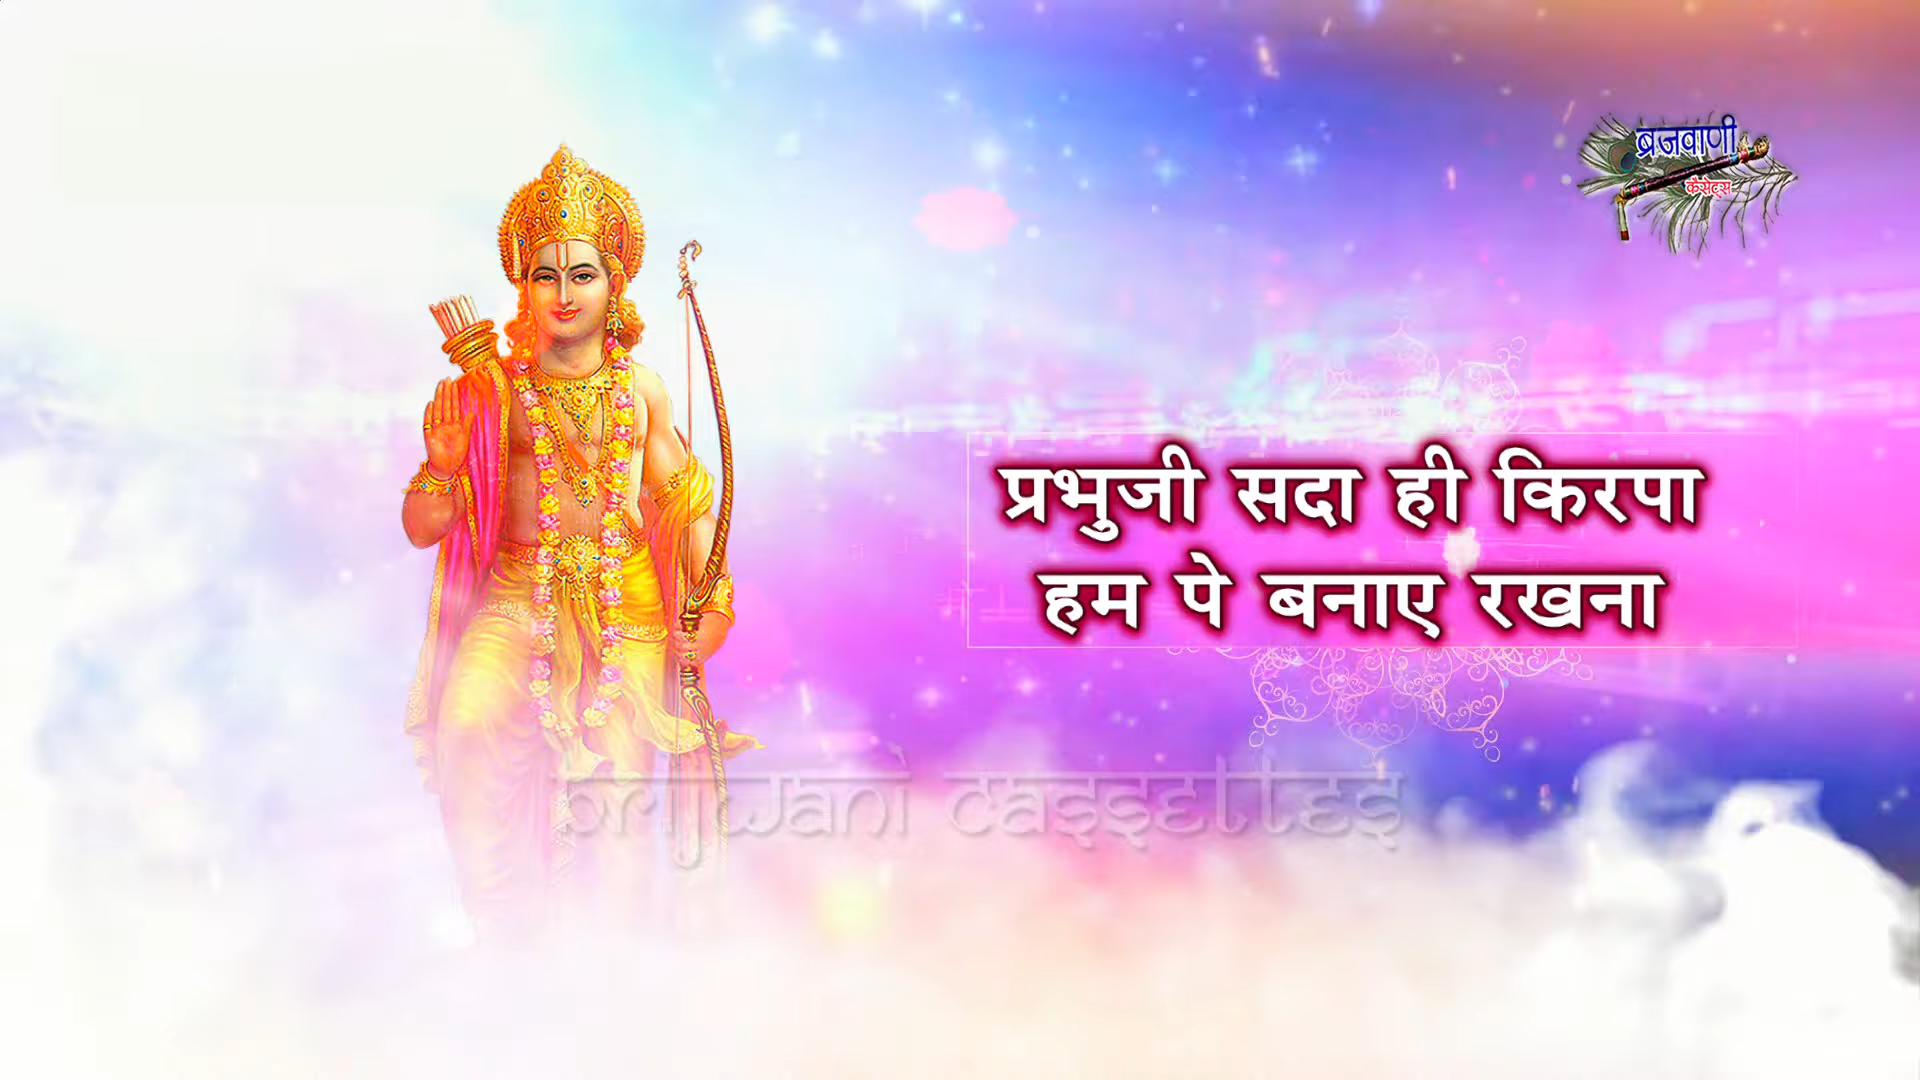 ब्रजवाणी
कैसेट्स
प्रभुजी सदा ही किरपा
हम पे बनाए रखना
Brijwani Cassettes